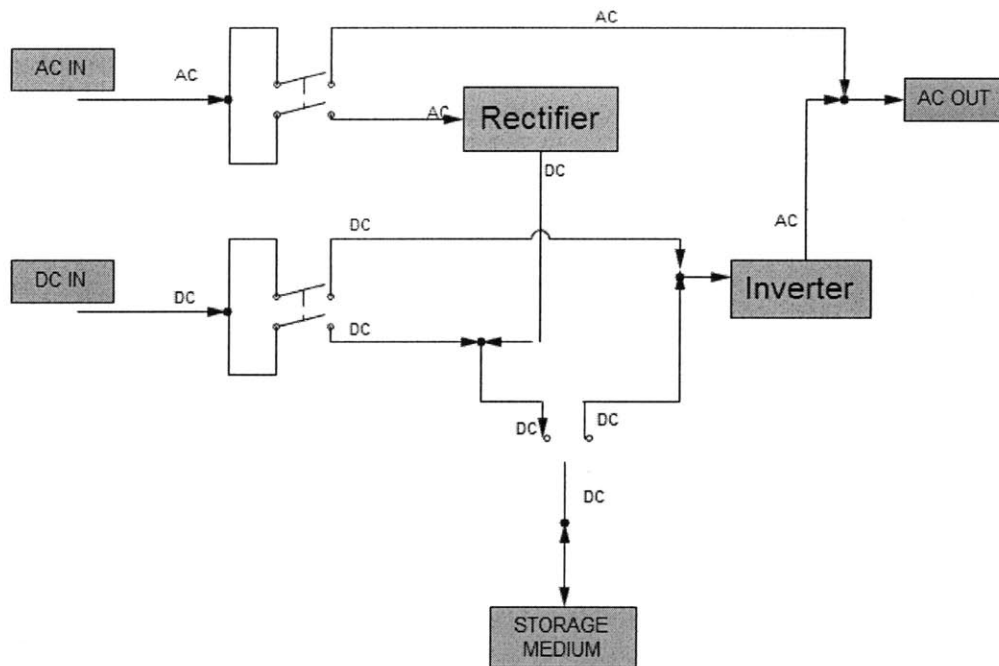 AC
AC IN
AC
AC OUT
AC
Rectifier
DC
AC
DC
DC IN
DC
Inverter
DC
DC
DC
DC
STORAGE
MEDIUM